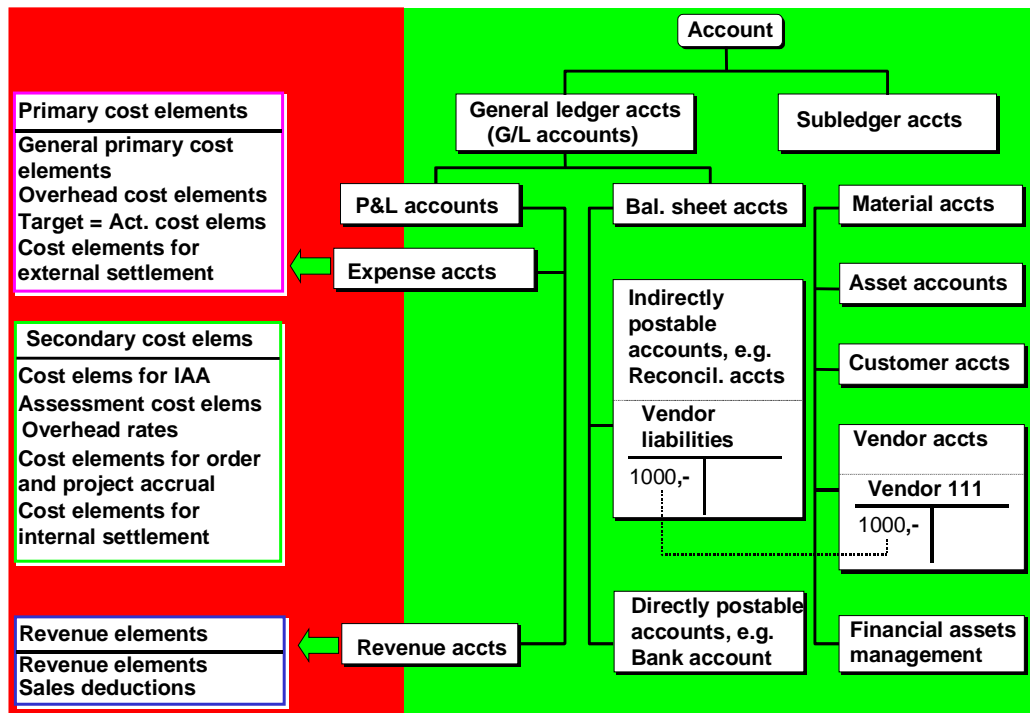 Account
General ledger accts
(G/L accounts)
Subledger accts
Primary cost elements
General primary cost
elements
Overhead cost elements
Target = Act. cost elems
Cost elements for
external settlement
P&L accounts
Bal. sheet accts
Material accts
Expense accts
Asset accounts
Indirectly
postable
accounts, e.g.
Reconcil. accts
Vendor
liabilities
1000,-
Customer accts
Secondary cost elems
Cost elems for IAA
Assessment cost elems
Overhead rates
Cost elements for order
and project accrual
Cost elements for
internal settlement
Vendor accts
Vendor 111
1000,-
Revenue elements
Revenue elements
Sales deductions
Revenue accts
Directly postable
accounts, e.g.
Bank account
Financial assets
management